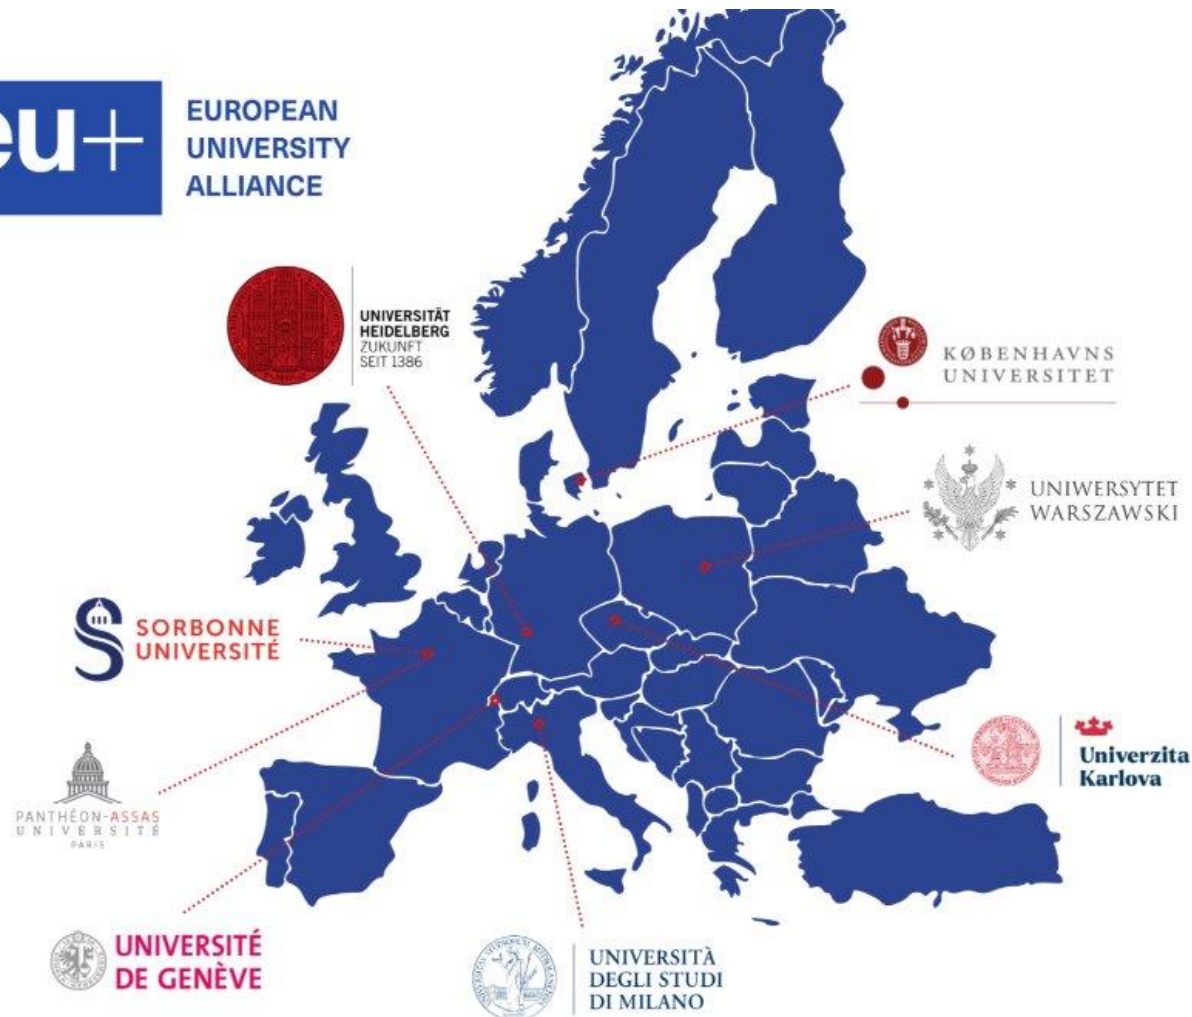 eu+
EUROPEAN
UNIVERSITY
ALLIANCE
UNIVERSITÄT
HEIDELBERG
ZUKUNFT
SEIT 1386
KØBENHAVNS
UNIVERSITET
UNIWERSYTET
WARSZAWSKI
SORBONNE
UNIVERSITÉ
Univerzita
Karlova
PANTHÉON-ASSAS
UNIVERSITÉ
PARIS
UNIVERSITÉ
DE GENÈVE
UNIVERSITÀ
DEGLI STUDI
DI MILANO